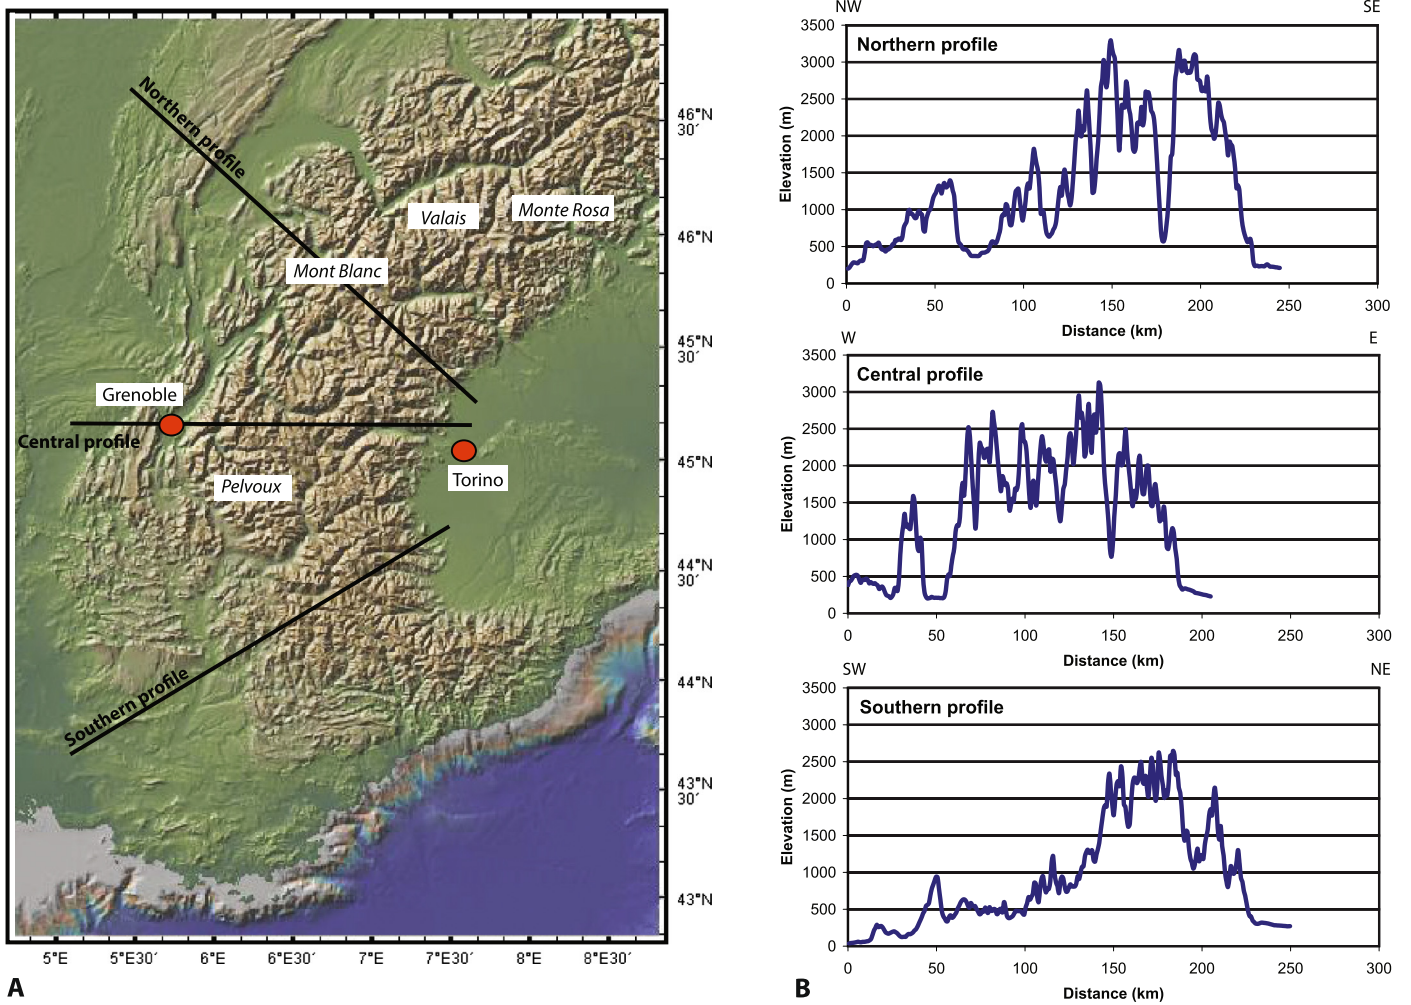 Northern profile
Valais
Monte Rosa
Mont Blanc
Grenoble
Central profile
Torino
Pelvoux
Southern profile
46°N
30´
46°N
45°N
30´
45°N
44°N
30´
44°N
43°N
30´
43°N
5°E
5°E30´
6°E
6°E30´
7°E
7°E30´
8°E
8°E30´
A
NW
SE
Northern profile
Elevation (m)
3500
3000
2500
2000
1500
1000
500
0
0
50
100
150
200
250
300
Distance (km)
W
E
Central profile
Elevation (m)
3500
3000
2500
2000
1500
1000
500
0
0
50
100
150
200
250
300
Distance (km)
SW
NE
Southern profile
Elevation (m)
3500
3000
2500
2000
1500
1000
500
0
0
50
100
150
200
250
300
Distance (km)
B